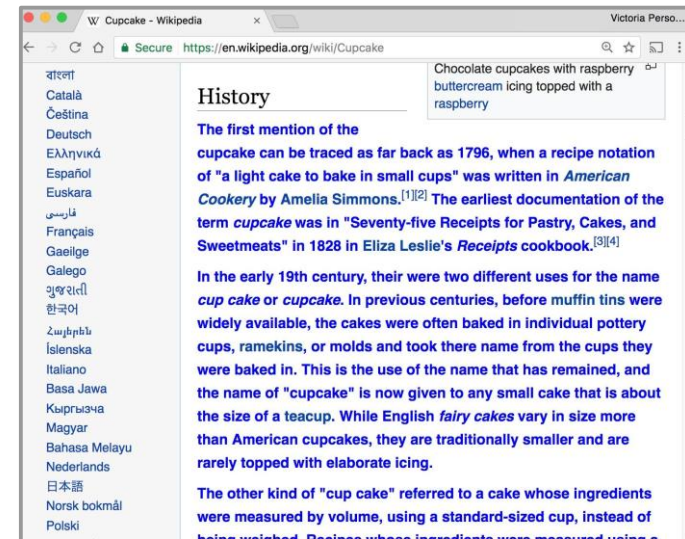 W Cupcake - Wikipedia ×
Victoria Perso...
Secure https://en.wikipedia.org/wiki/Cupcake
বাংলা
Català
Čeština
Deutsch
Ελληνικά
Español
Euskara
فارسی
Français
Gaeilge
Galego
ગુજરાતી
한국어
Հայերեն
Íslenska
Italiano
Basa Jawa
Кыргызча
Magyar
Bahasa Melayu
Nederlands
日本語
Norsk bokmål
Polski
Chocolate cupcakes with raspberry
buttercream icing topped with a
raspberry
History
The first mention of the
cupcake can be traced as far back as 1796, when a recipe notation
of "a light cake to bake in small cups" was written in American
Cookery by Amelia Simmons.[1][2] The earliest documentation of the
term cupcake was in "Seventy-five Receipts for Pastry, Cakes, and
Sweetmeats" in 1828 in Eliza Leslie's Receipts cookbook.[3][4]
In the early 19th century, their were two different uses for the name
cup cake or cupcake. In previous centuries, before muffin tins were
widely available, the cakes were often baked in individual pottery
cups, ramekins, or molds and took there name from the cups they
were baked in. This is the use of the name that has remained, and
the name of "cupcake" is now given to any small cake that is about
the size of a teacup. While English fairy cakes vary in size more
than American cupcakes, they are traditionally smaller and are
rarely topped with elaborate icing.
The other kind of "cup cake" referred to a cake whose ingredients
were measured by volume, using a standard-sized cup, instead of
being weighed. Recipes whose ingredients were measured using a